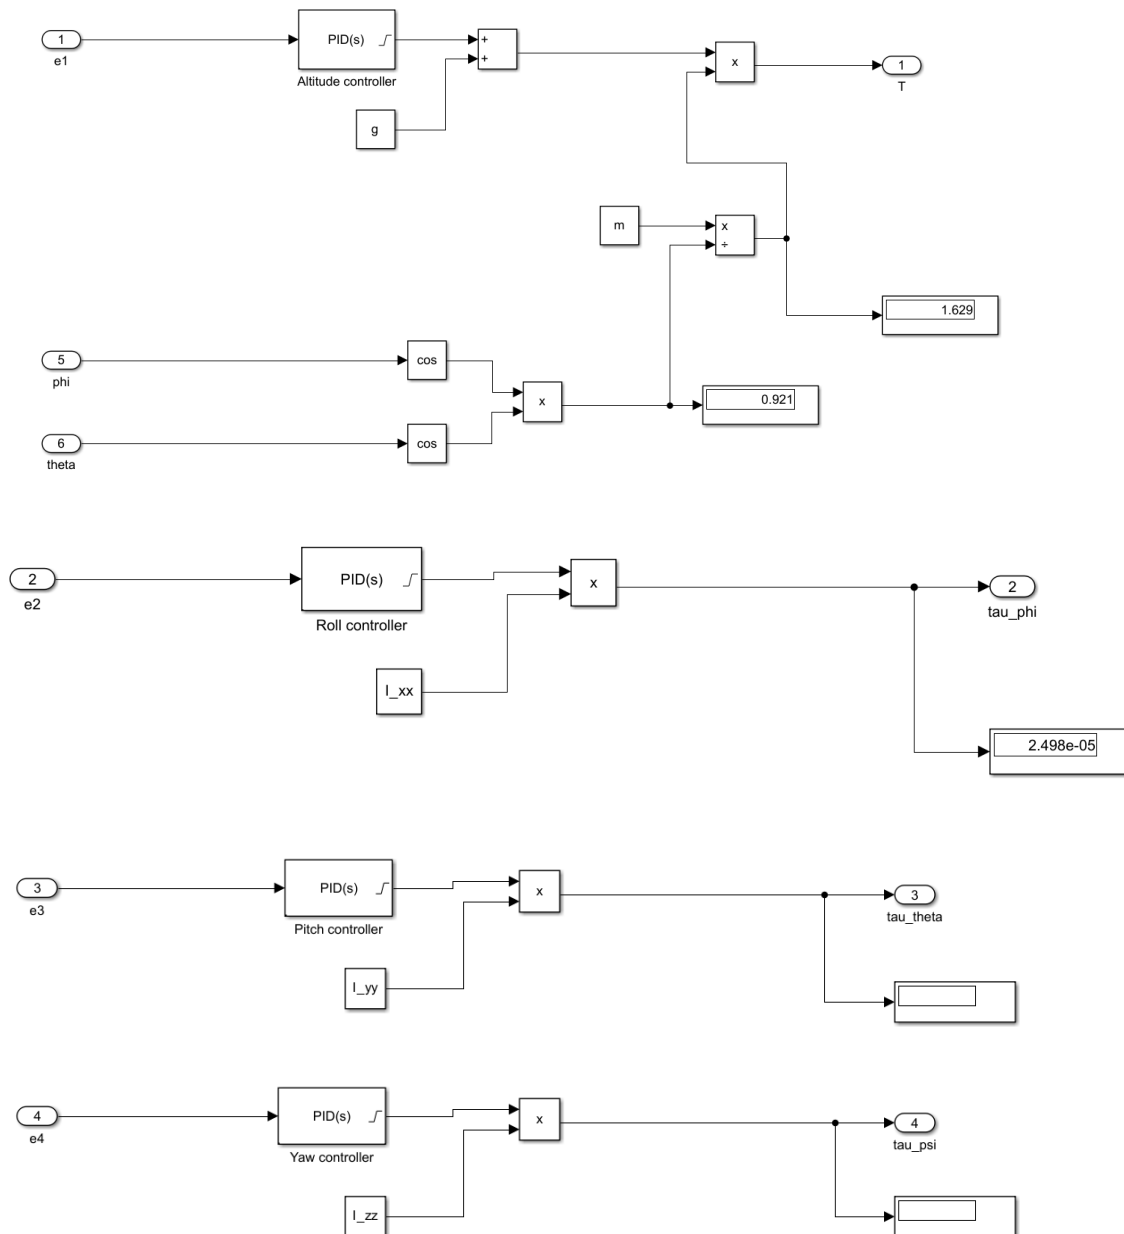 1
e1
PID(s)
Altitude controller
+
+
g
x
1
T
m
x
÷
1.629
5
phi
cos
x
0.921
6
theta
cos
2
e2
PID(s)
Roll controller
x
I_xx
2
tau_phi
2.498e-05
3
e3
PID(s)
Pitch controller
x
I_yy
3
tau_theta
4
e4
PID(s)
Yaw controller
x
I_zz
4
tau_psi